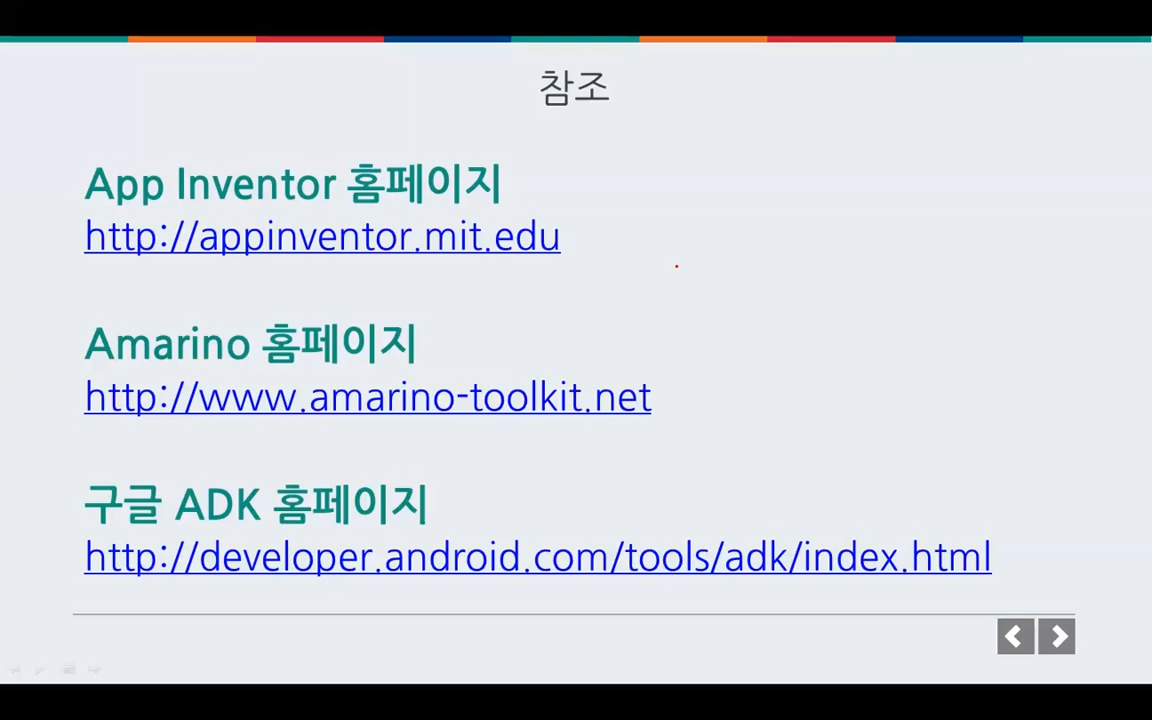 참조
App Inventor 홈페이지
http://appinventor.mit.edu
Amarino 홈페이지
http://www.amarino-toolkit.net
구글 ADK 홈페이지
http://developer.android.com/tools/adk/index.html